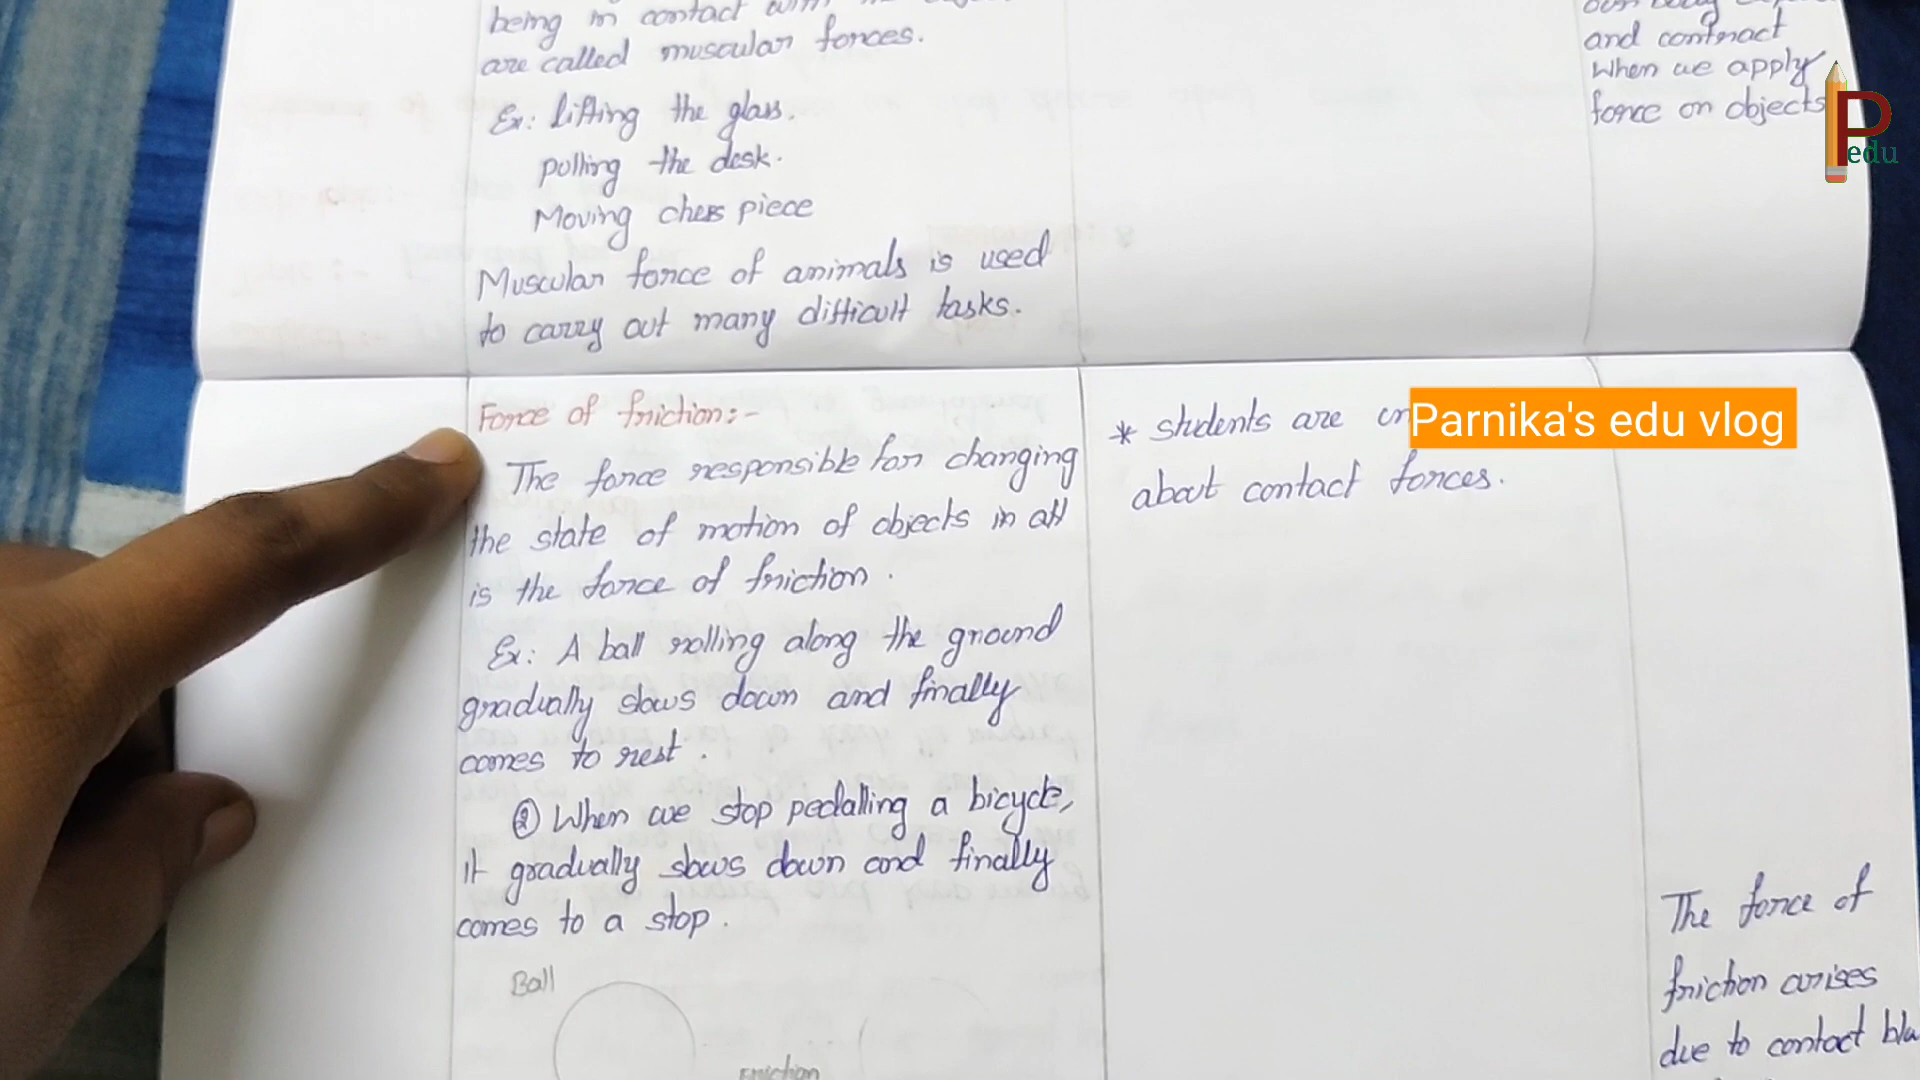 being in contact with
are called muscular forces.
Ex: lifting the glass.
polling the desk.
Moving chess piece
Muscular force of animals is used
to carry out many difficult tasks.
Force of friction:-
The force responsible for changing
the state of motion of objects in all
is the force of friction.
Ex: A ball rolling along the ground
gradually slows down and finally
comes to rest.
② When we stop pedalling a bicycle,
it gradually slows down and finally
comes to a stop.
Ball
Friction
* students are
about contact forces.
and contract
When we apply
force on objects
The force of
friction arises
due to contact
P
edu
Parnika's edu vlog